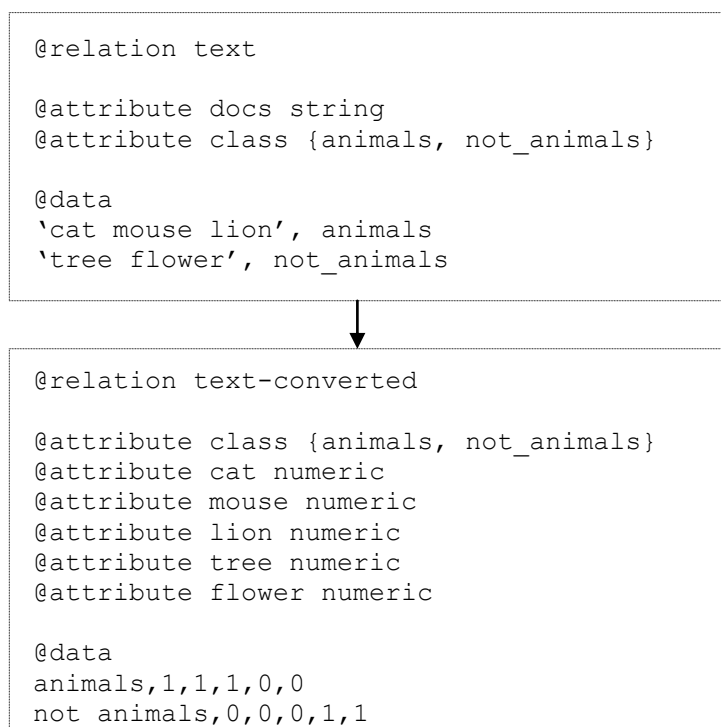 @relation text
@attribute docs string
@attribute class {animals, not_animals}
@data
‘cat mouse lion’, animals
‘tree flower’, not_animals
@relation text-converted
@attribute class {animals, not_animals}
@attribute cat numeric
@attribute mouse numeric
@attribute lion numeric
@attribute tree numeric
@attribute flower numeric
@data
animals,1,1,1,0,0
not animals,0,0,0,1,1